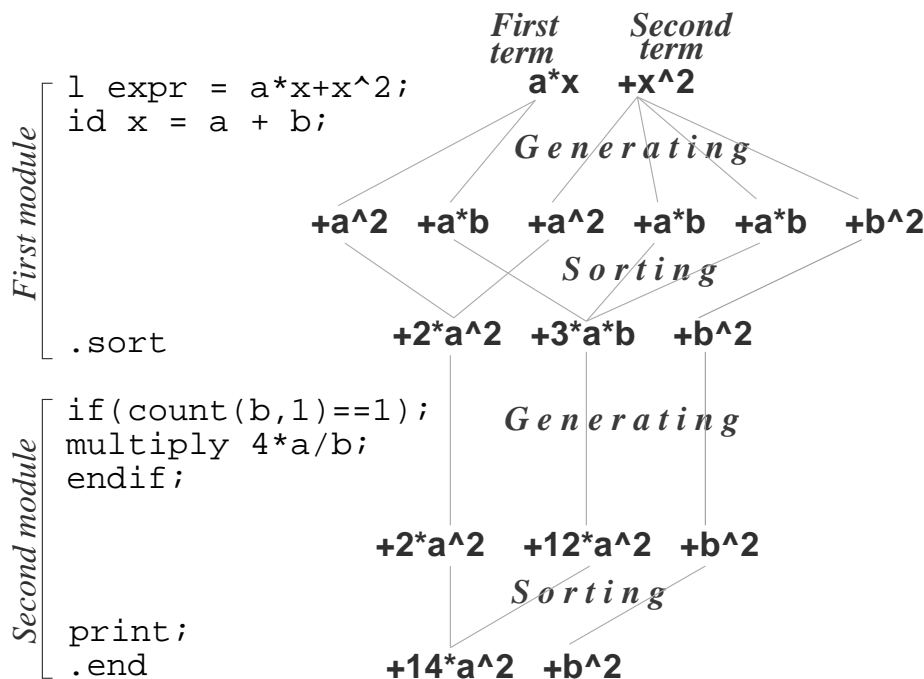 First Second
term term
l expr = a*x+x^2; a*x +x^2
id x = a + b;
Generating
First module
+a^2 +a*b +a^2 +a*b +a*b +b^2
Sorting
.sort +2*a^2 +3*a*b +b^2
if(count(b,1)==1);
Generating
multiply 4*a/b;
endif;
Second module
+2*a^2 +12*a^2 +b^2
Sorting
print;
.end +14*a^2 +b^2